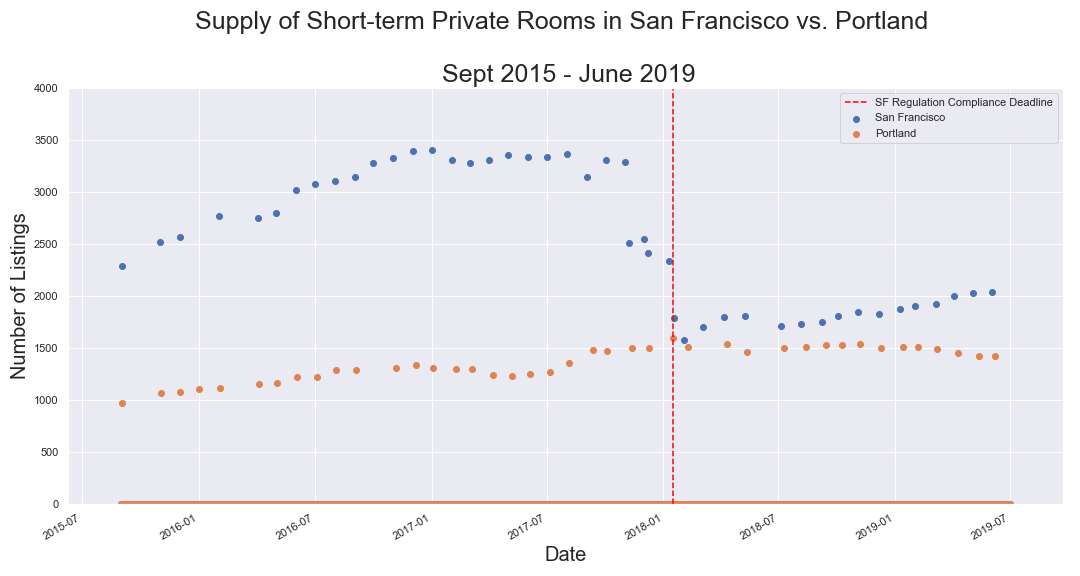 Supply of Short-term Private Rooms in San Francisco vs. Portland
Sept 2015 - June 2019
SF Regulation Compliance Deadline
San Francisco
Portland
Number of Listings
4000
3500
3000
2500
2000
1500
1000
500
0
2015-07
2016-01
2016-07
2017-01
2017-07
2018-01
2018-07
2019-01
2019-07
Date